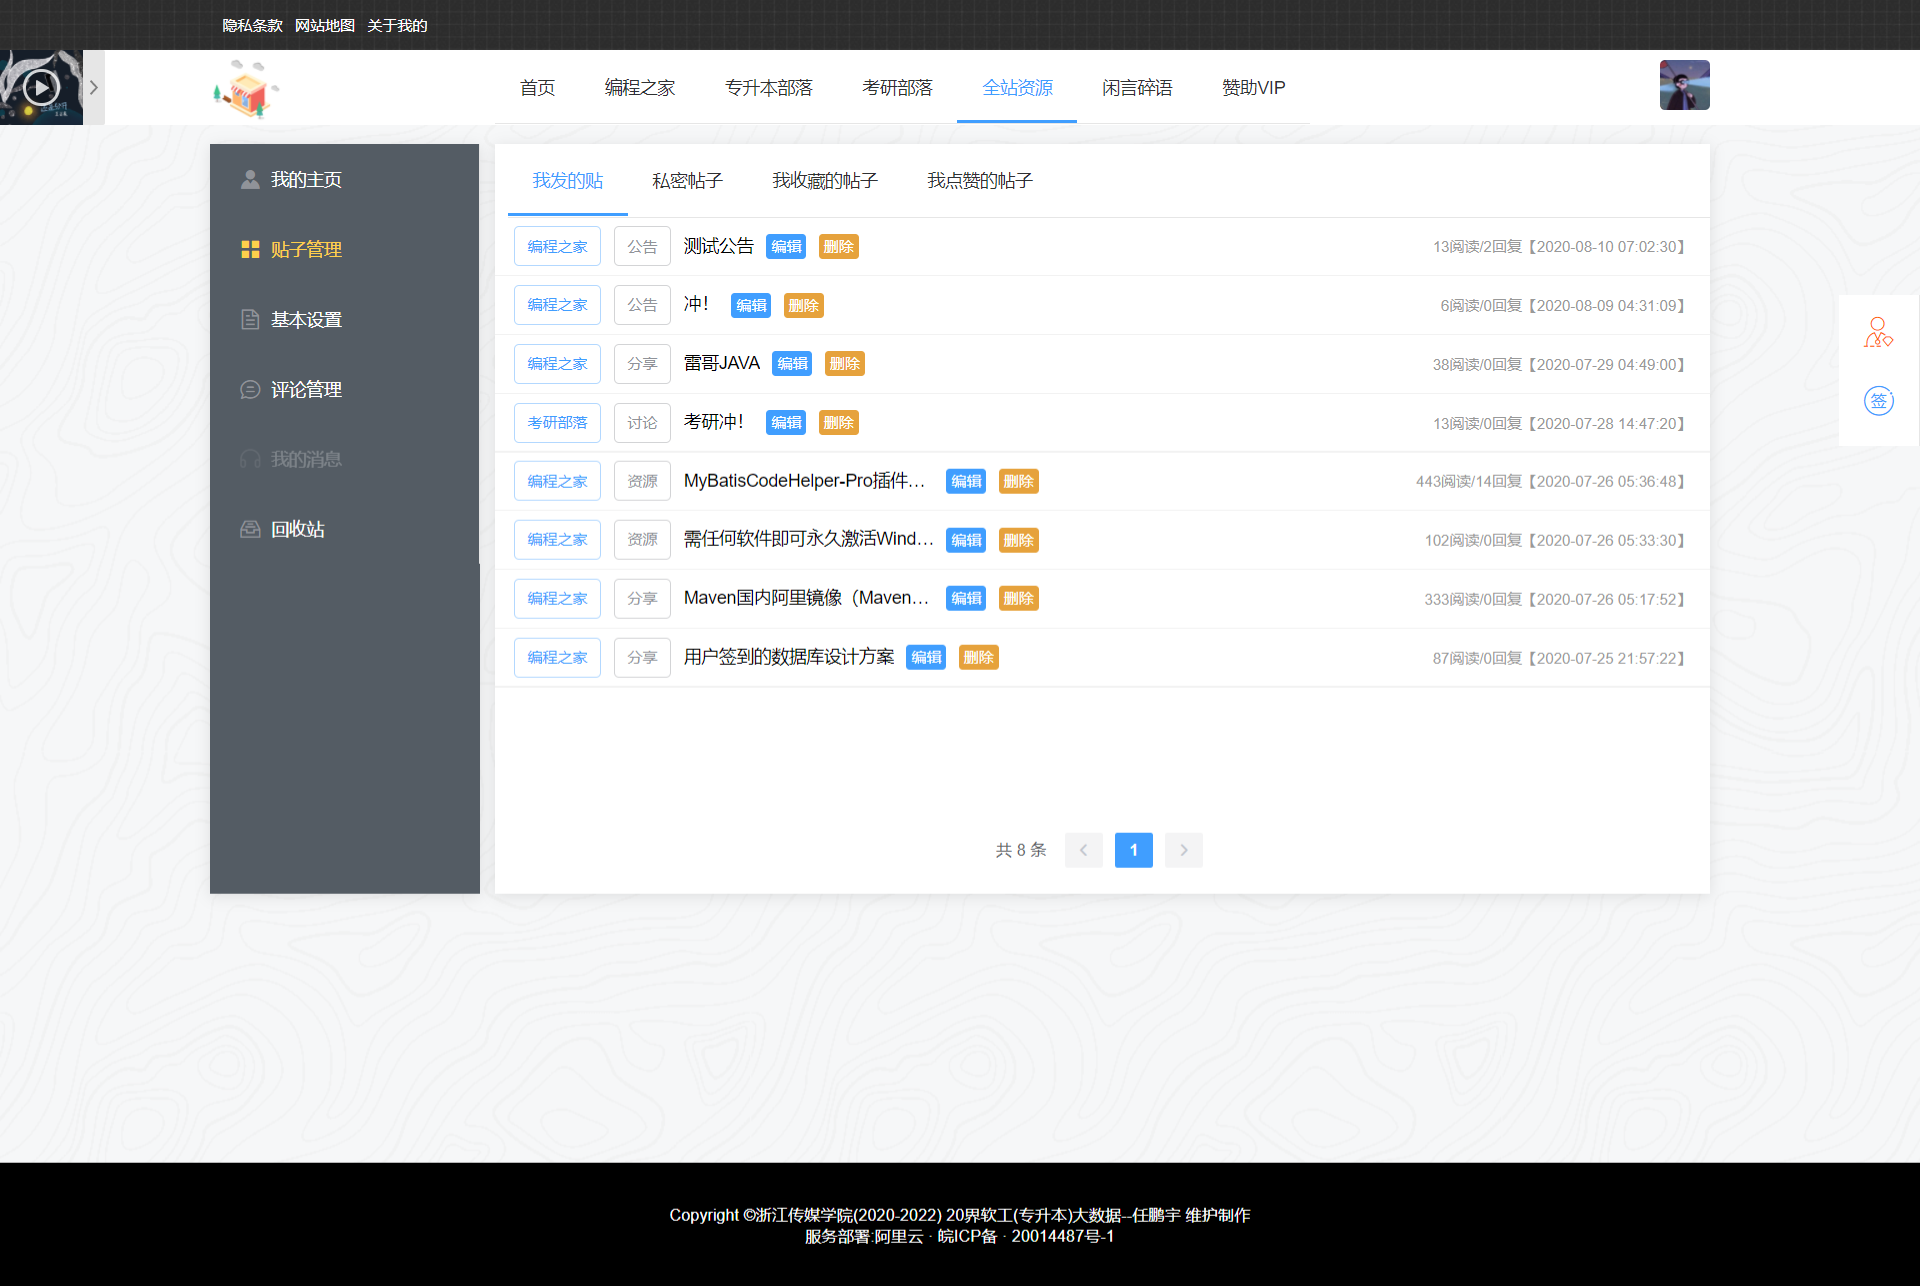 隐私条款 网站地图 关于我的
首页 编程之家 专升本部落 考研部落 全站资源 闲言碎语 赞助VIP
我的主页
贴子管理
基本设置
评论管理
我的消息
回收站
我发的贴 私密帖子 我收藏的帖子 我点赞的帖子
编程之家 公告 测试公告 编辑 删除 13阅读/2回复【2020-08-10 07:02:30】
编程之家 公告 冲！ 编辑 删除 6阅读/0回复【2020-08-09 04:31:09】
编程之家 分享 雷哥JAVA 编辑 删除 38阅读/0回复【2020-07-29 04:49:00】
考研部落 讨论 考研冲！ 编辑 删除 13阅读/0回复【2020-07-28 14:47:20】
编程之家 资源 MyBatisCodeHelper-Pro插件… 编辑 删除 443阅读/14回复【2020-07-26 05:36:48】
编程之家 资源 需任何软件即可永久激活Wind… 编辑 删除 102阅读/0回复【2020-07-26 05:33:30】
编程之家 分享 Maven国内阿里镜像（Maven… 编辑 删除 333阅读/0回复【2020-07-26 05:17:52】
编程之家 分享 用户签到的数据库设计方案 编辑 删除 87阅读/0回复【2020-07-25 21:57:22】
签
共 8 条 1
Copyright ©浙江传媒学院(2020-2022) 20界软工(专升本)大数据--任鹏宇 维护制作
服务部署:阿里云 · 皖ICP备 · 20014487号-1